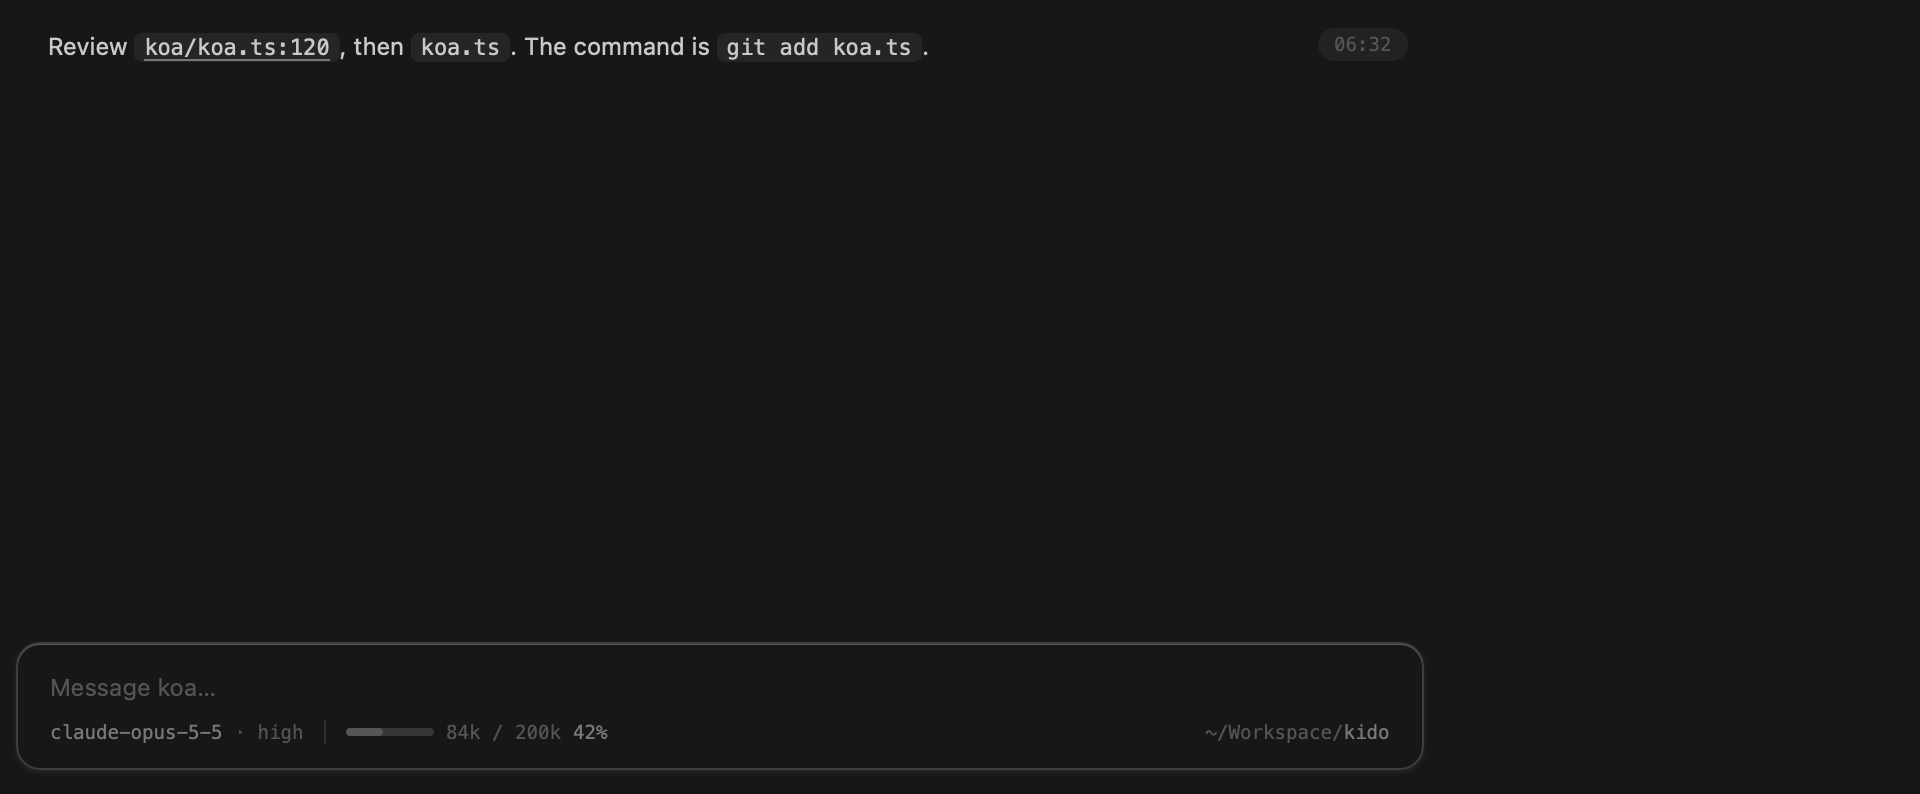 Review koa/koa.ts:120, then koa.ts. The command is git add koa.ts. 06:32
Message koa...
claude-opus-5-5 · high 84k / 200k 42% ~/Workspace/kido